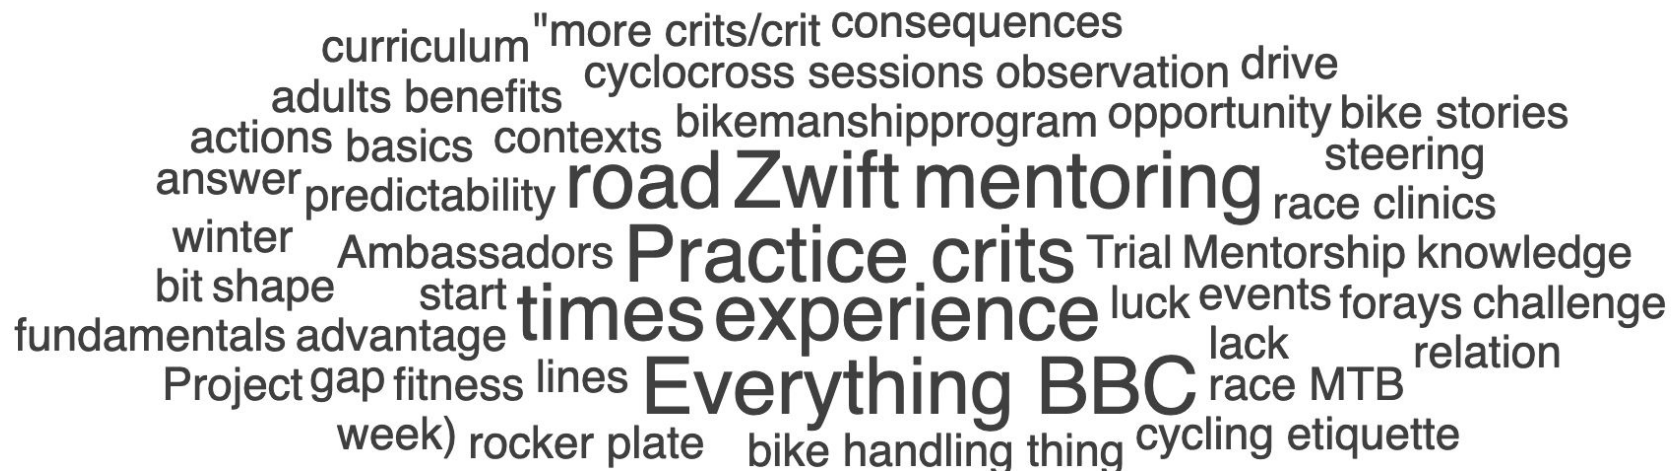 curriculum "more crits/crit consequences
adults benefits cyclocross sessions observation drive
actions basics contexts bikemanshipprogram opportunity bike stories
answer predictability road Zwift mentoring steering
race clinics
winter Ambassadors Practice crits Trial Mentorship knowledge
bit shape start times experience luck events forays challenge
fundamentals advantage lack relation
Project gap fitness lines Everything BBC race MTB
week) rocker plate bike handling thing cycling etiquette